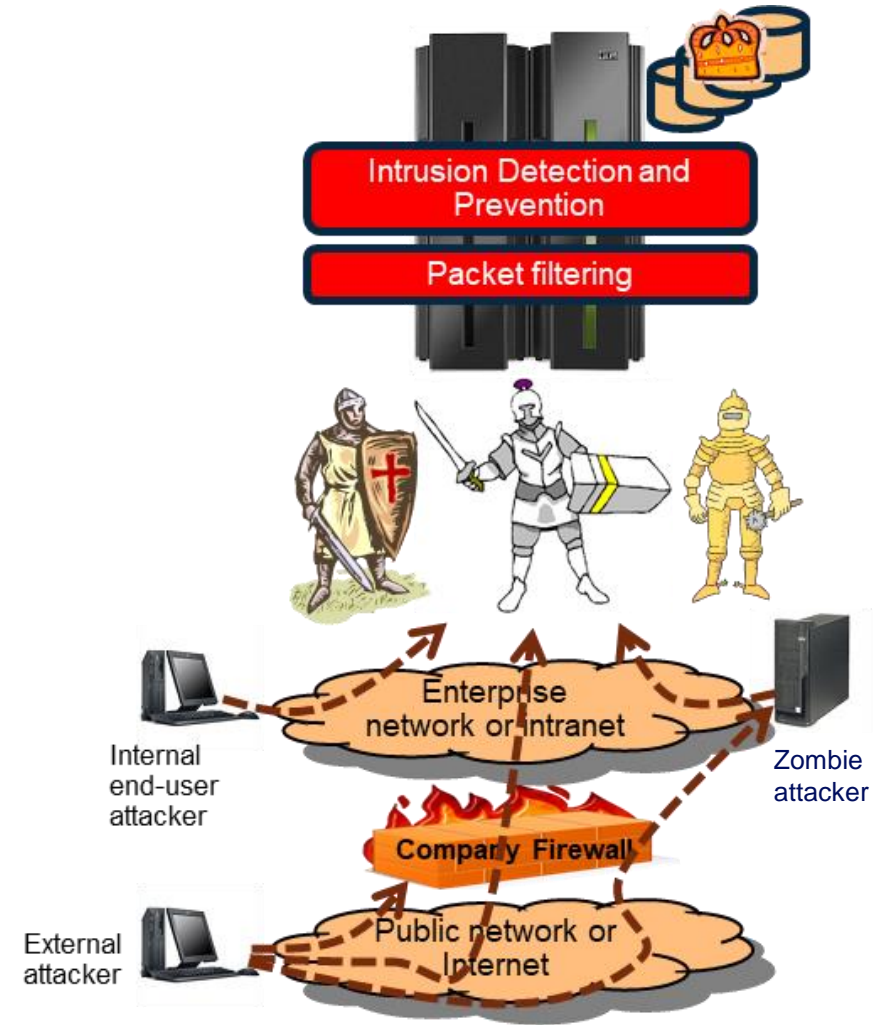 Intrusion Detection and
Prevention
Packet filtering
Enterprise
network or intranet
Internal
end-user
attacker
Zombie
attacker
Company Firewall
Public network or
Internet
External
attacker